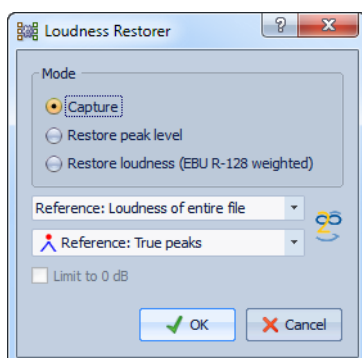 Loudness Restorer
Mode
Capture
Restore peak level
Restore loudness (EBU R-128 weighted)
Reference: Loudness of entire file
Reference: True peaks
Limit to 0 dB
OK
Cancel